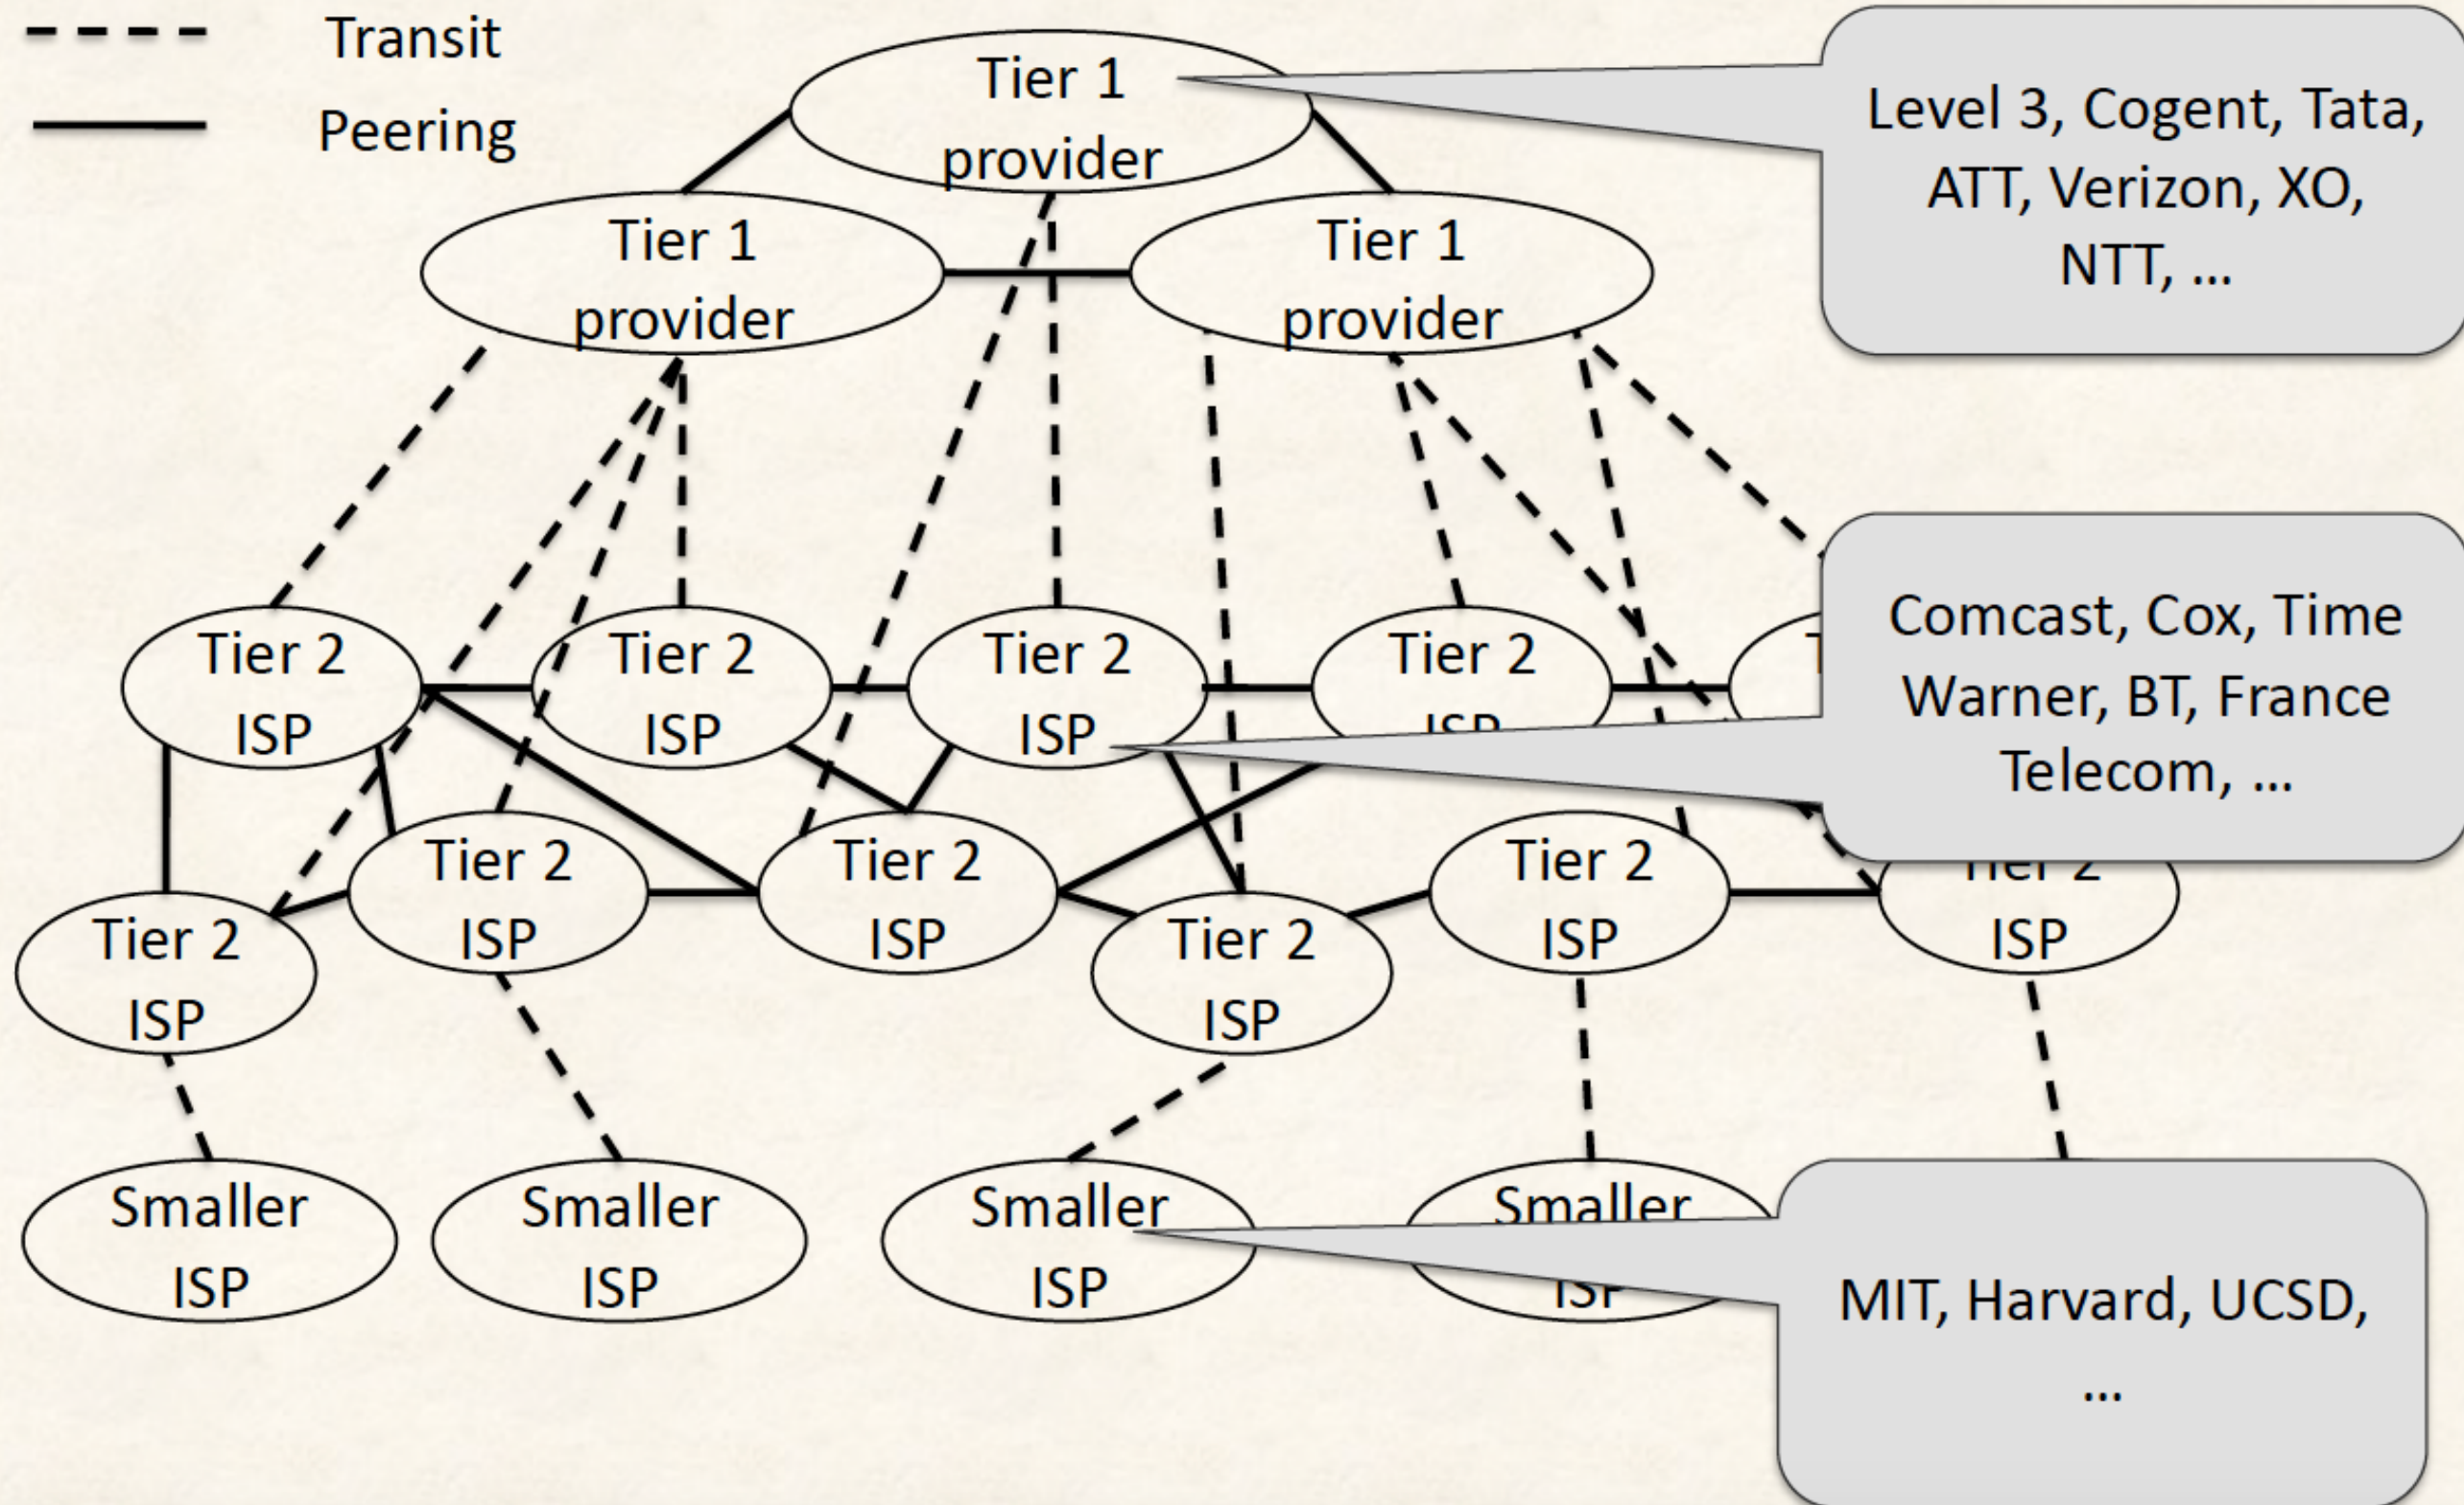 Transit
Peering
Tier 1
provider
Tier 1
provider
Tier 1
provider
Level 3, Cogent, Tata,
ATT, Verizon, XO,
NTT, ...
Tier 2
ISP
Tier 2
ISP
Tier 2
ISP
Tier 2
ISP
Comcast, Cox, Time
Warner, BT, France
Telecom, ...
Tier 2
ISP
Tier 2
ISP
Tier 2
ISP
Tier 2
ISP
Tier 2
ISP
Tier 2
ISP
Smaller
ISP
Smaller
ISP
Smaller
ISP
Smaller
ISP
MIT, Harvard, UCSD,
...